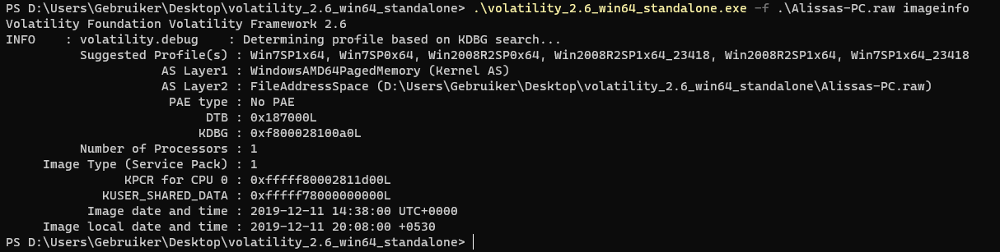 PS D:\Users\Gebruiker\Desktop\volatility_2.6_win64_standalone> .\volatility_2.6_win64_standalone.exe -f .\Alissas-PC.raw imageinfo
Volatility Foundation Volatility Framework 2.6
INFO    : volatility.debug    : Determining profile based on KDBG search...
          Suggested Profile(s) : Win7SP1x64, Win7SP0x64, Win2008R2SP0x64, Win2008R2SP1x64_23418, Win2008R2SP1x64, Win7SP1x64_23418
                     AS Layer1 : WindowsAMD64PagedMemory (Kernel AS)
                     AS Layer2 : FileAddressSpace (D:\Users\Gebruiker\Desktop\volatility_2.6_win64_standalone\Alissas-PC.raw)
                      PAE type : No PAE
                           DTB : 0x187000L
                          KDBG : 0xf800028100a0L
          Number of Processors : 1
     Image Type (Service Pack) : 1
                KPCR for CPU 0 : 0xfffff80002811d00L
             KUSER_SHARED_DATA : 0xfffff78000000000L
           Image date and time : 2019-12-11 14:38:00 UTC+0000
     Image local date and time : 2019-12-11 20:08:00 +0530
PS D:\Users\Gebruiker\Desktop\volatility_2.6_win64_standalone>